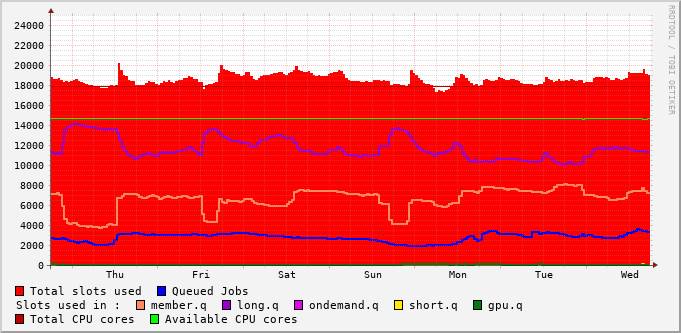 24000
22000
20000
18000
16000
14000
12000
10000
8000
6000
4000
2000
0
Thu Fri Sat Sun Mon Tue Wed
RRDTOOL / TOBI OETIKER
Total slots used Queued Jobs
Slots used in : member.q long.q ondemand.q short.q gpu.q
Total CPU cores Available CPU cores